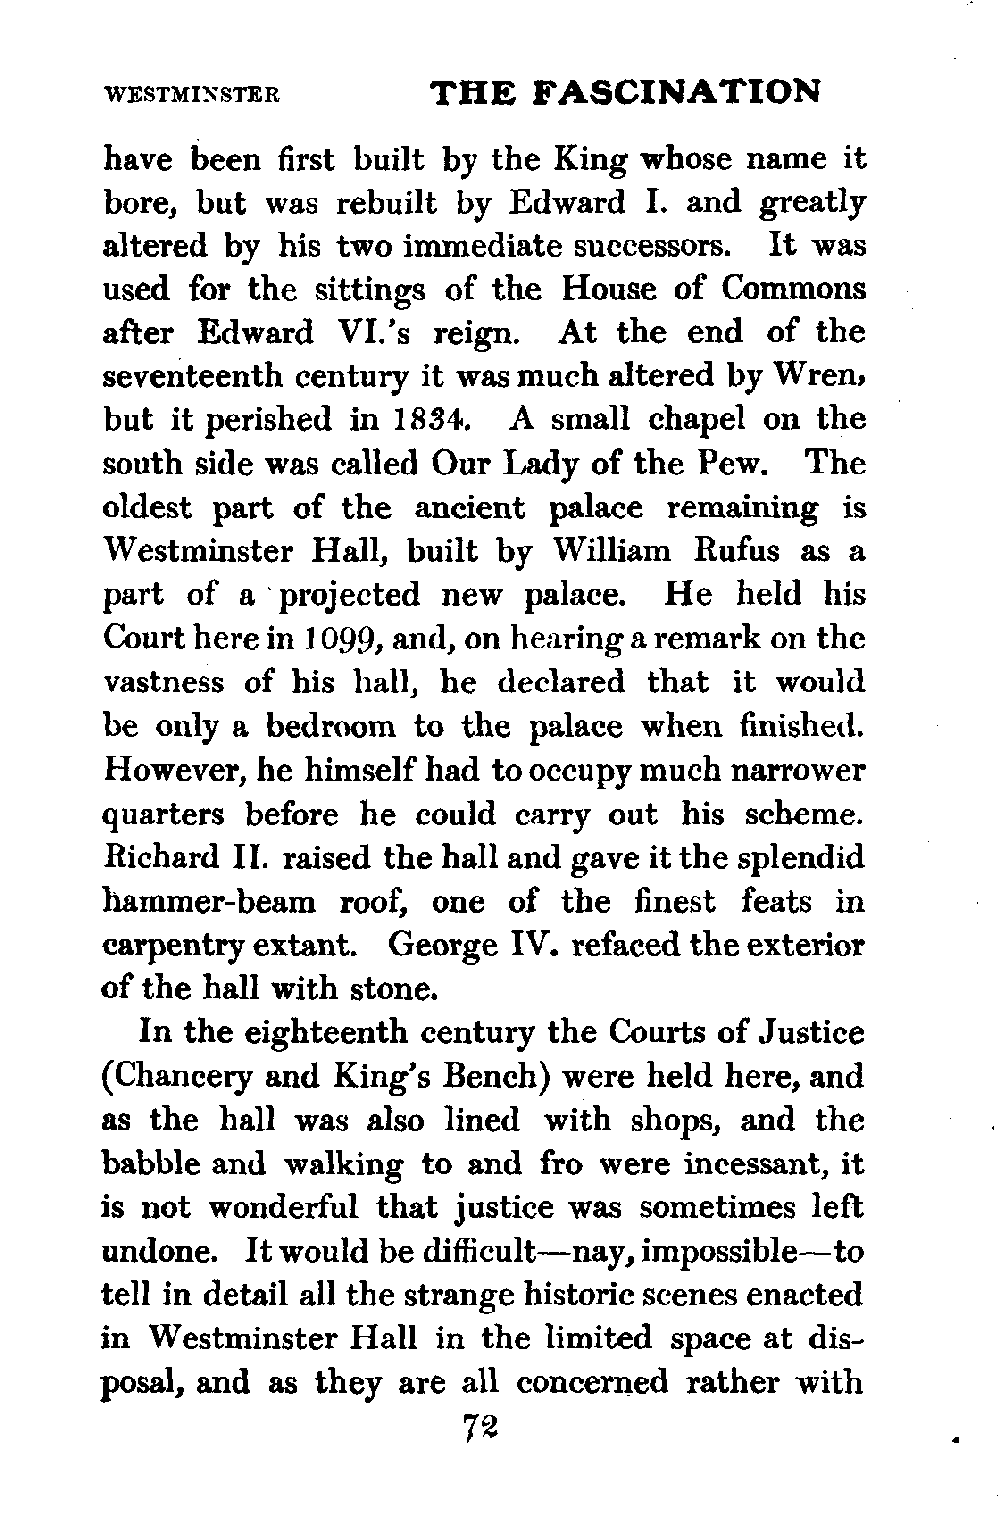 WESTMINSTER THE FASCINATION
have been first built by the King whose name it
bore, but was rebuilt by Edward I. and greatly
altered by his two immediate successors. It was
used for the sittings of the House of Commons
after Edward VI.'s reign. At the end of the
seventeenth century it was much altered by Wren,
but it perished in 1834. A small chapel on the
south side was called Our Lady of the Pew. The
oldest part of the ancient palace remaining is
Westminster Hall, built by William Rufus as a
part of a projected new palace. He held his
Court here in 1099, and, on hearing a remark on the
vastness of his hall, he declared that it would
be only a bedroom to the palace when finished.
However, he himself had to occupy much narrower
quarters before he could carry out his scheme.
Richard II. raised the hall and gave it the splendid
hammer-beam roof, one of the finest feats in
carpentry extant. George IV. refaced the exterior
of the hall with stone.
In the eighteenth century the Courts of Justice
(Chancery and King's Bench) were held here, and
as the hall was also lined with shops, and the
babble and walking to and fro were incessant, it
is not wonderful that justice was sometimes left
undone. It would be difficult—nay, impossible—to
tell in detail all the strange historic scenes enacted
in Westminster Hall in the limited space at dis-
posal, and as they are all concerned rather with
72